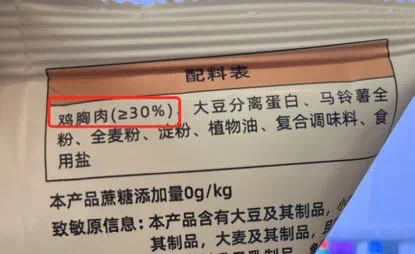 配料表
鸡胸肉(≥30%)、大豆分离蛋白、马铃薯全
粉、全麦粉、淀粉、植物油、复合调味料、食
用盐
本产品蔗糖添加量0g/kg
致敏原信息：本产品含有大豆及其制品，小
其制品，大麦及其制品，且